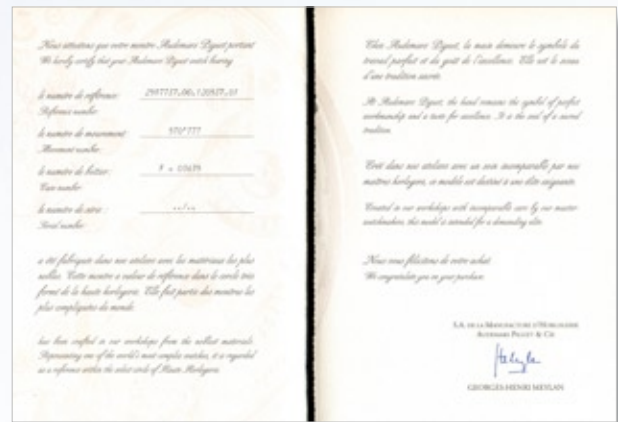 Nous attestons que votre montre Audemars Piguet portant
We hereby certify that your Audemars Piguet watch bearing
le numéro de référence:
Reference number:
le numéro de mouvement:
570*777
Movement number:
le numéro de boîtier:
Case number:
le numéro de série:
--/--
Serial number:
a été fabriquée dans nos ateliers avec les matériaux les plus
nobles. Cette montre a valeur de référence dans le cercle très
fermé de la haute horlogerie. Elle fait partie des montres les
plus compliquées du monde.
has been crafted in our workshops from the noblest materials.
Representing one of the world's most complex watches, it is regarded
as a reference within the select circle of Haute Horlogerie.
Chez Audemars Piguet, la main demeure le symbole du
travail parfait et du goût de l'excellence. Elle est le sceau
d'une tradition sacrée.
At Audemars Piguet, the hand remains the symbol of perfect
workmanship and a taste for excellence. It is the seal of a sacred
tradition.
Créé dans nos ateliers avec un soin incomparable par nos
maîtres horlogers, ce modèle est destiné à une élite exigeante.
Created in our workshops with incomparable care by our master-
watchmakers, this model is intended for a demanding elite.
Nous vous félicitons de votre achat.
We congratulate you on your purchase.
S.A. DE LA MANUFACTURE D'HORLOGERIE
AUDEMARS PIGUET & CIE
GEORGES-HENRI MEYLAN